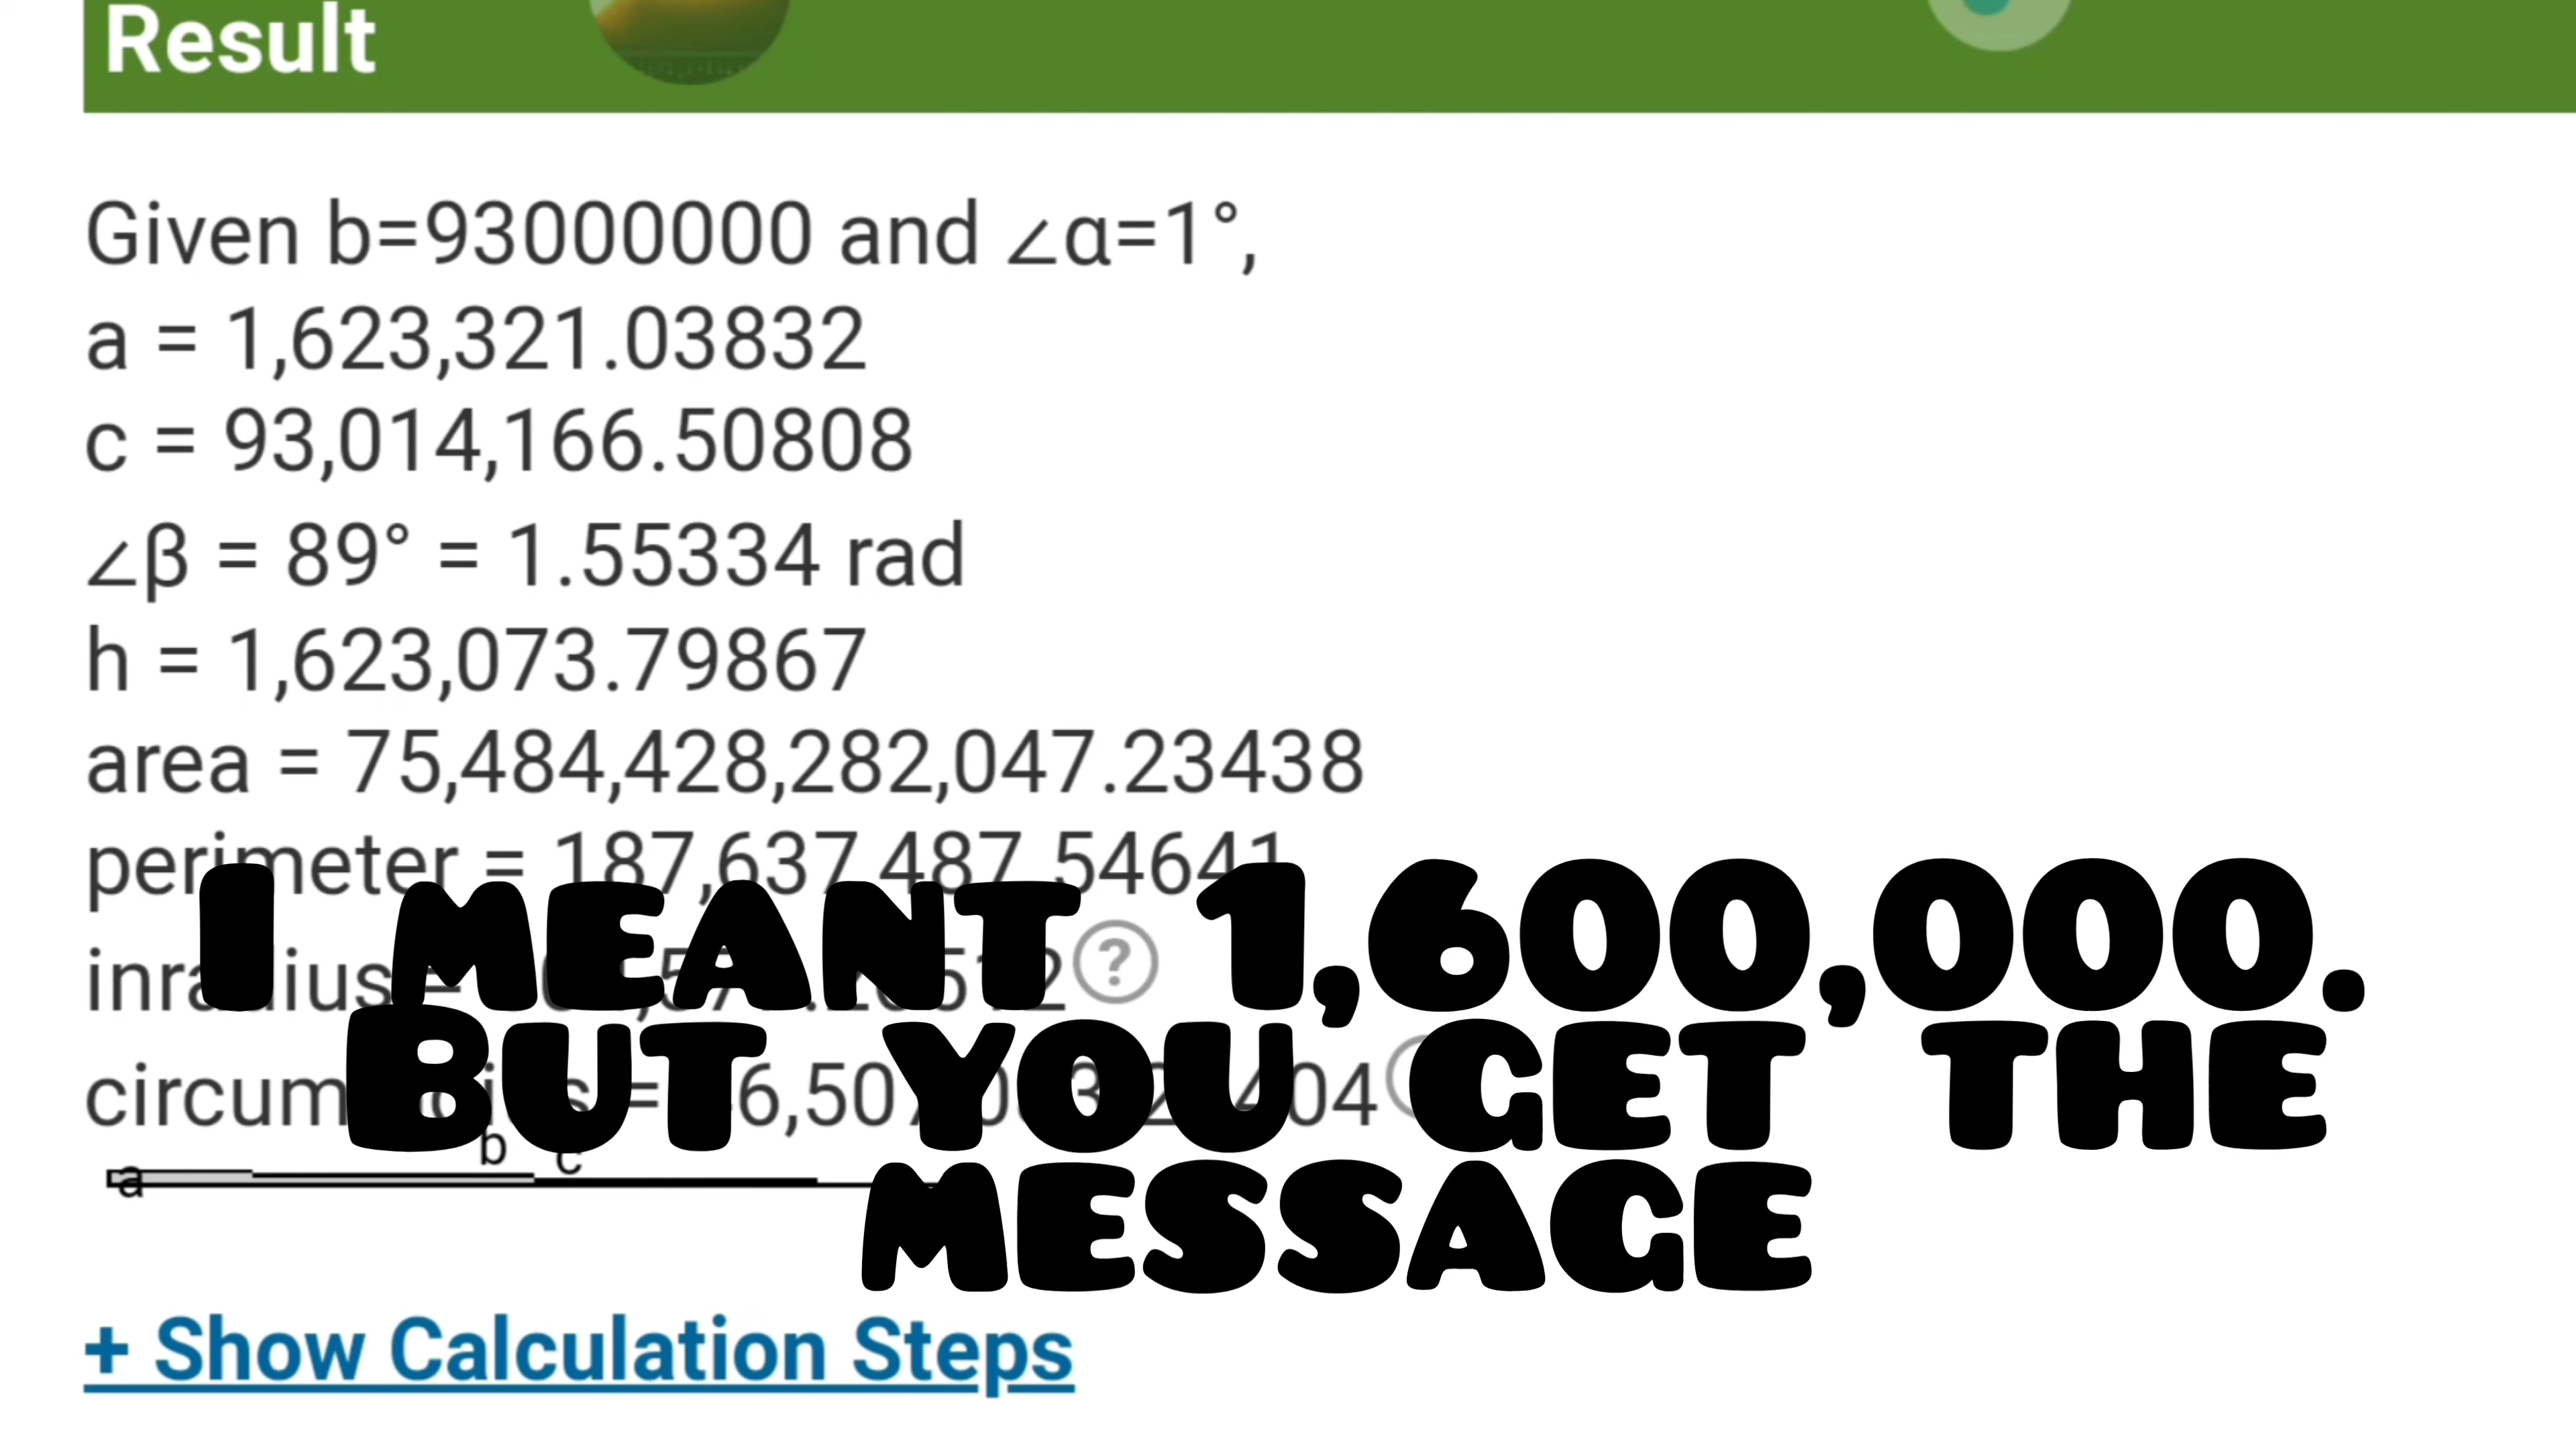 Result
Given b=93000000 and ∠α=1°,
a = 1,623,321.03832
c = 93,014,166.50808
∠β = 89° = 1.55334 rad
h = 1,623,073.79867
area = 75,484,428,282,047.23438
perimeter = 187,637,487.54641
I MEANT 1,600,000.
BUT YOU GET THE
MESSAGE
b
c
a
+ Show Calculation Steps